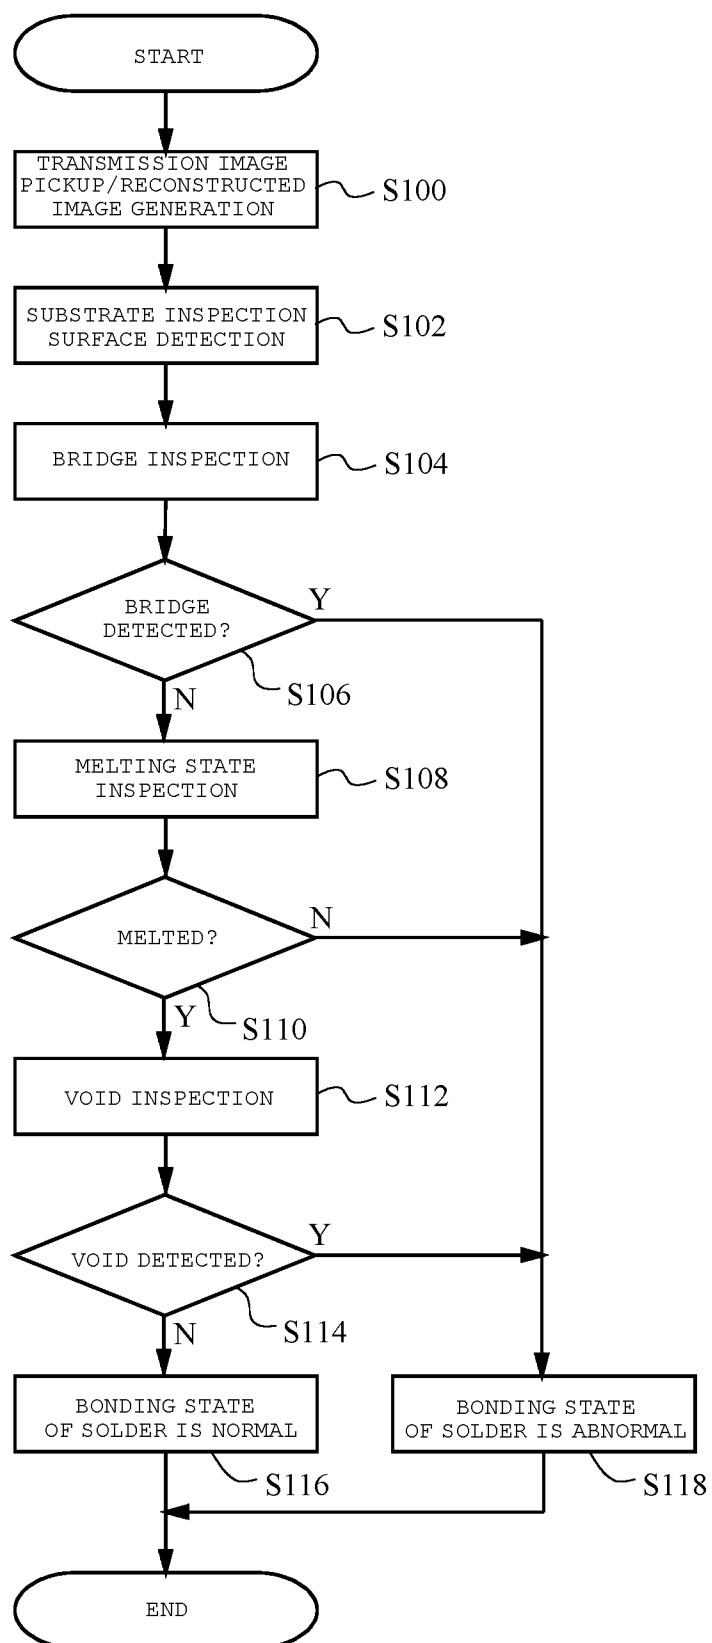 START
TRANSMISSION IMAGE
PICKUP/RECONSTRUCTED
IMAGE GENERATION
S100
SUBSTRATE INSPECTION
SURFACE DETECTION
S102
BRIDGE INSPECTION
S104
BRIDGE
DETECTED?
Y
S106
N
MELTING STATE
INSPECTION
S108
MELTED?
N
S110
Y
VOID INSPECTION
S112
VOID DETECTED?
Y
S114
N
BONDING STATE
OF SOLDER IS NORMAL
S116
BONDING STATE
OF SOLDER IS ABNORMAL
S118
END